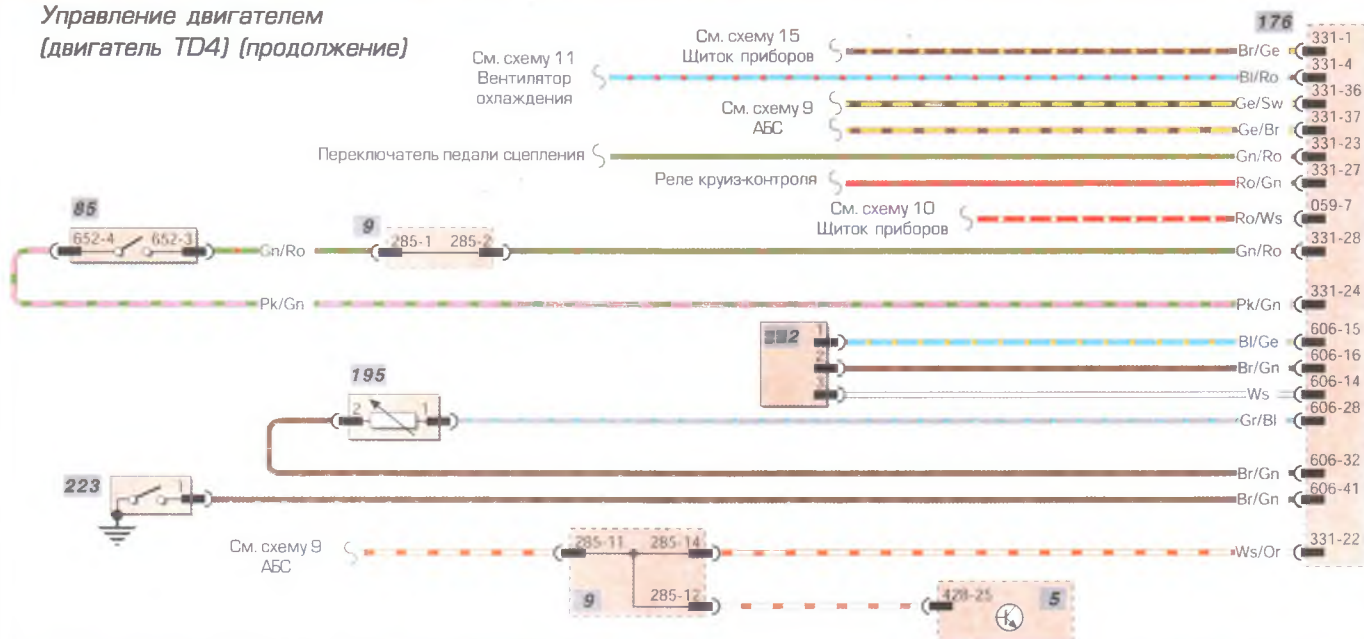 Управление двигателем
(двигатель TD4) (продолжение)
176
См. схему 15
Щиток приборов
Br/Ge
331-1
См. схему 11
Вентилятор
охлаждения
Bl/Ro
331-4
Ge/Sw
331-36
См. схему 9
АБС
Ge/Br
331-37
Переключатель педали сцепления
Gn/Ro
331-23
Реле круиз-контроля
Ro/Gn
331-27
См. схему 10
Щиток приборов
Ro/Ws
059-7
85
652-4 652-3
Gn/Ro
9
285-1 285-2
Gn/Ro
331-28
Pk/Gn
Pk/Gn
331-24
1
Bl/Ge
606-15
2
Br/Gn
606-16
3
Ws
606-14
195
2 1
Gr/Bl
606-28
Br/Gn
606-32
223
1
Br/Gn
606-41
См. схему 9
АБС
285-11 285-14
Ws/Or
331-22
9
285-12
428-25
5